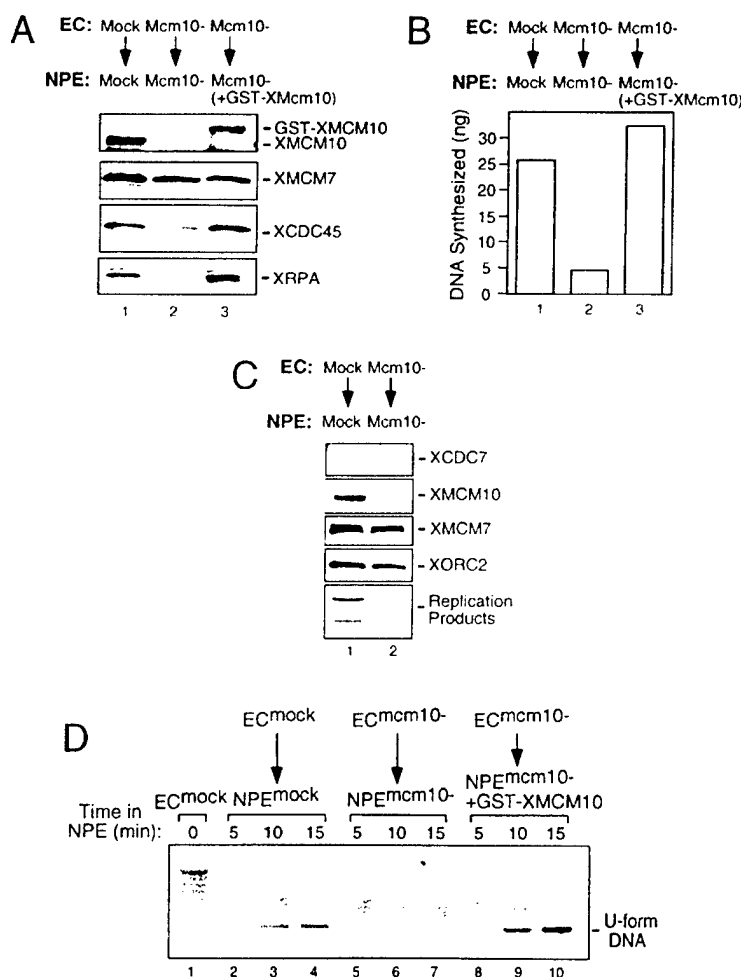 A
EC: Mock Mcm10- Mcm10-
NPE: Mock Mcm10- Mcm10-
(+GST-XMcm10)
GST-XMCM10
XMCM10
XMCM7
XCDC45
XRPA
1 2 3
B
EC: Mock Mcm10- Mcm10-
NPE: Mock Mcm10- Mcm10-
(+GST-XMcm10)
DNA Synthesized (ng)
30
25
20
15
10
5
0
1 2 3
C
EC: Mock Mcm10-
NPE: Mock Mcm10-
XCDC7
XMCM10
XMCM7
XORC2
Replication
Products
1 2
D
ECmock ECmcm10- ECmcm10-
ECmock NPEmock NPEmcm10- NPEmcm10-
+GST-XMCM10
Time in
NPE (min): 0 5 10 15 5 10 15 5 10 15
U-form
DNA
1 2 3 4 5 6 7 8 9 10